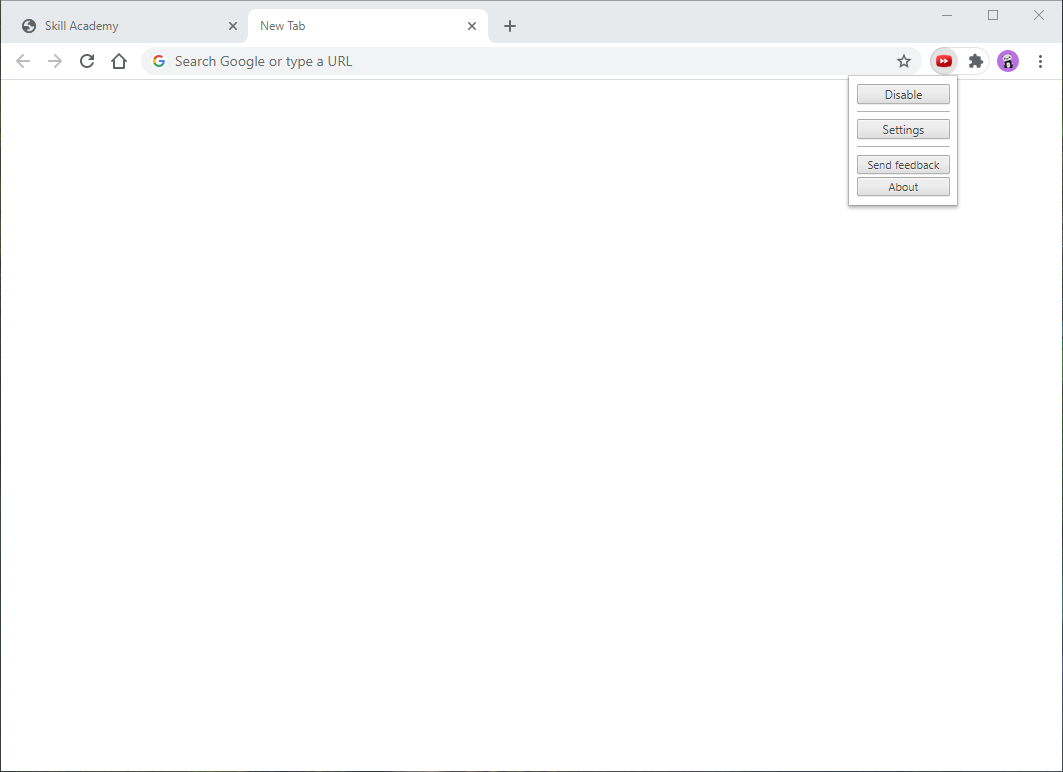 Skill Academy
New Tab
Search Google or type a URL
Disable
Settings
Send feedback
About